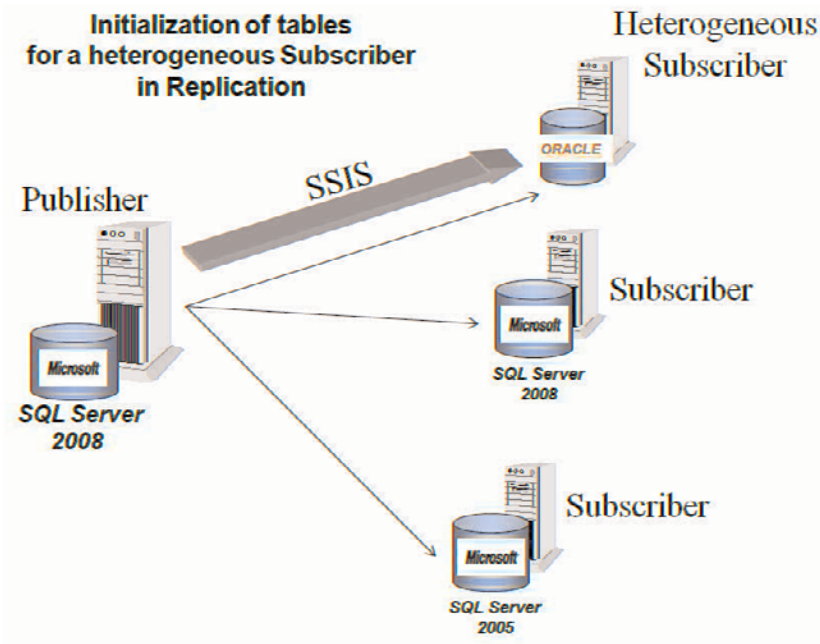 Initialization of tables
for a heterogeneous Subscriber
in Replication
Heterogeneous
Subscriber
ORACLE
SSIS
Publisher
Microsoft
SQL Server
2008
Subscriber
Microsoft
SQL Server
2008
Subscriber
Microsoft
SQL Server
2005